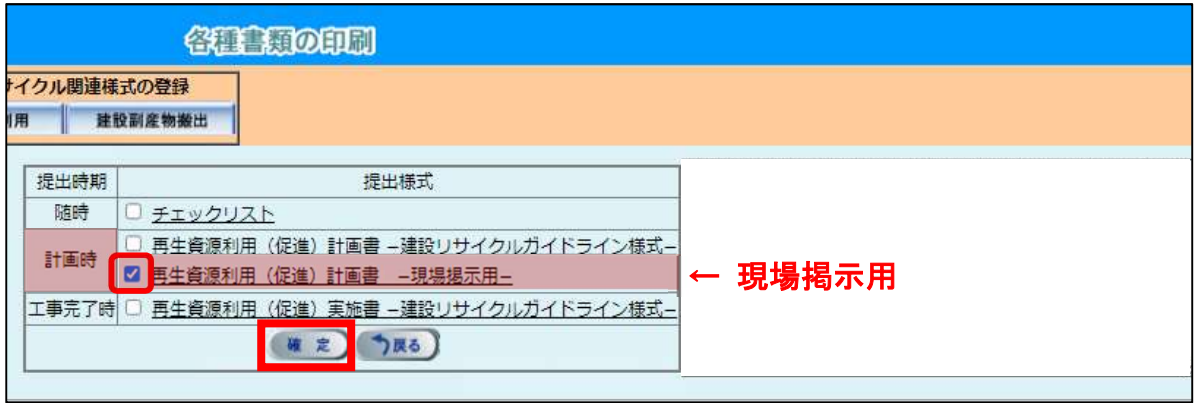 各種書類の印刷
サイクル関連様式の登録
用 建設副産物搬出
提出時期 提出様式
随時 チェックリスト
計画時 再生資源利用（促進）計画書 −建設リサイクルガイドライン様式−
再生資源利用（促進）計画書 −現場掲示用−
← 現場掲示用
工事完了時 再生資源利用（促進）実施書 −建設リサイクルガイドライン様式−
確 定 戻る